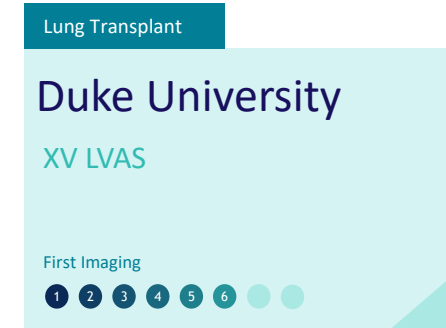 Lung Transplant
Duke University
XV LVAS
First Imaging
1 2 3 4 5 6